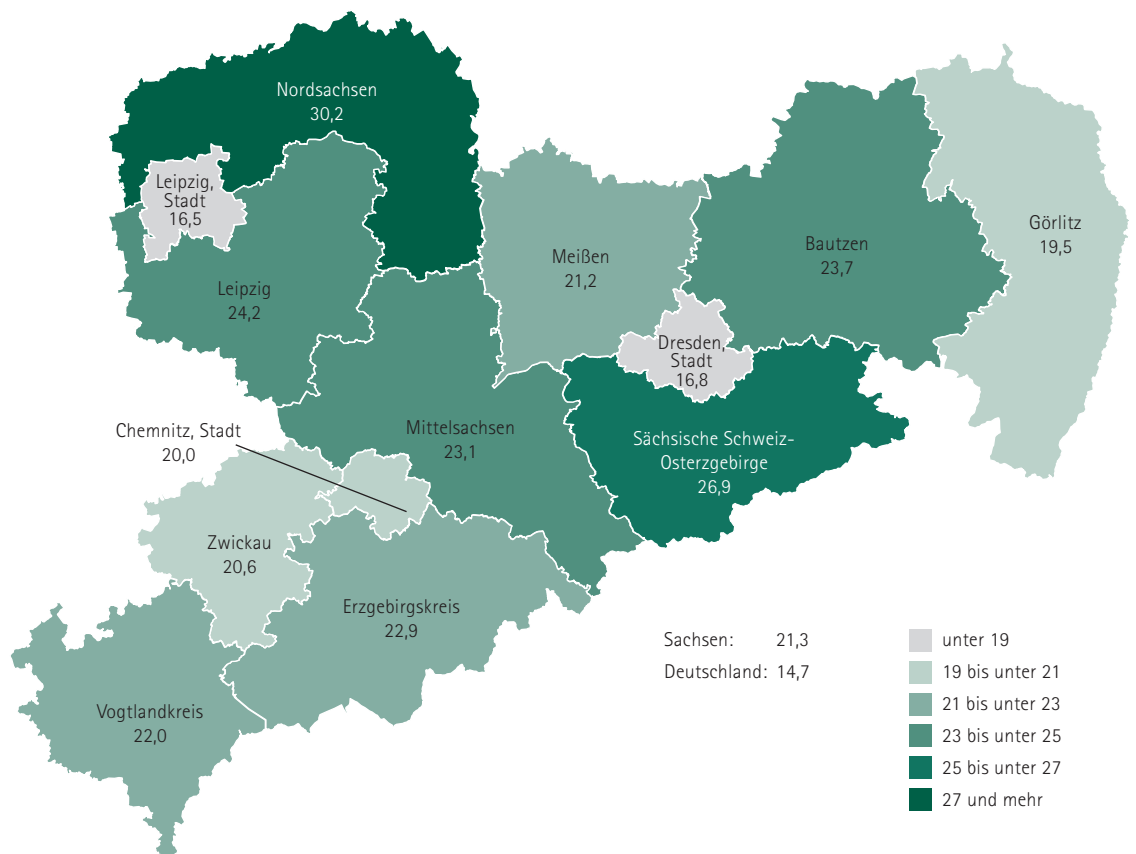 Nordsachsen
30,2
Leipzig,
Stadt
16,5
Leipzig
24,2
Meißen
21,2
Bautzen
23,7
Görlitz
19,5
Dresden,
Stadt
16,8
Chemnitz, Stadt
20,0
Mittelsachsen
23,1
Sächsische Schweiz-
Osterzgebirge
26,9
Zwickau
20,6
Erzgebirgskreis
22,9
Vogtlandkreis
22,0
Sachsen: 21,3
Deutschland: 14,7
unter 19
19 bis unter 21
21 bis unter 23
23 bis unter 25
25 bis unter 27
27 und mehr